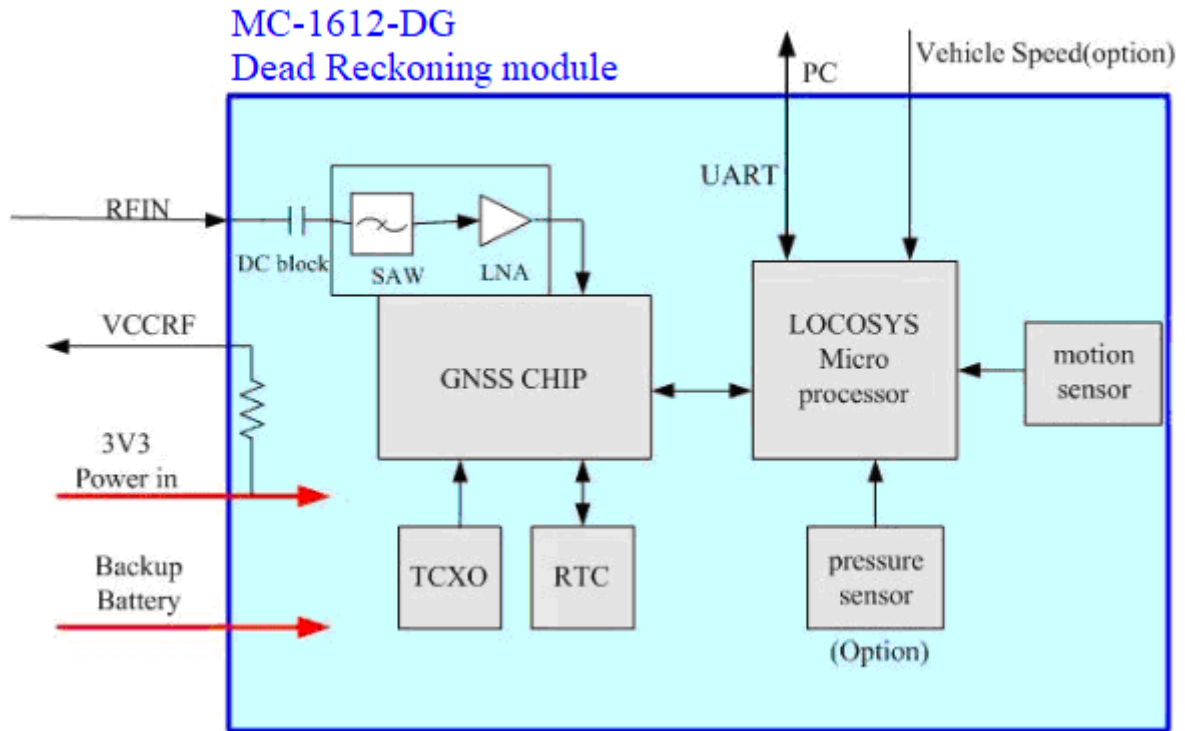 MC-1612-DG
Dead Reckoning module
PC
Vehicle Speed(option)
UART
RFIN
DC block
SAW
LNA
VCCRF
GNSS CHIP
LOCOSYS
Micro
processor
motion
sensor
3V3
Power in
TCXO
RTC
pressure
sensor
(Option)
Backup
Battery